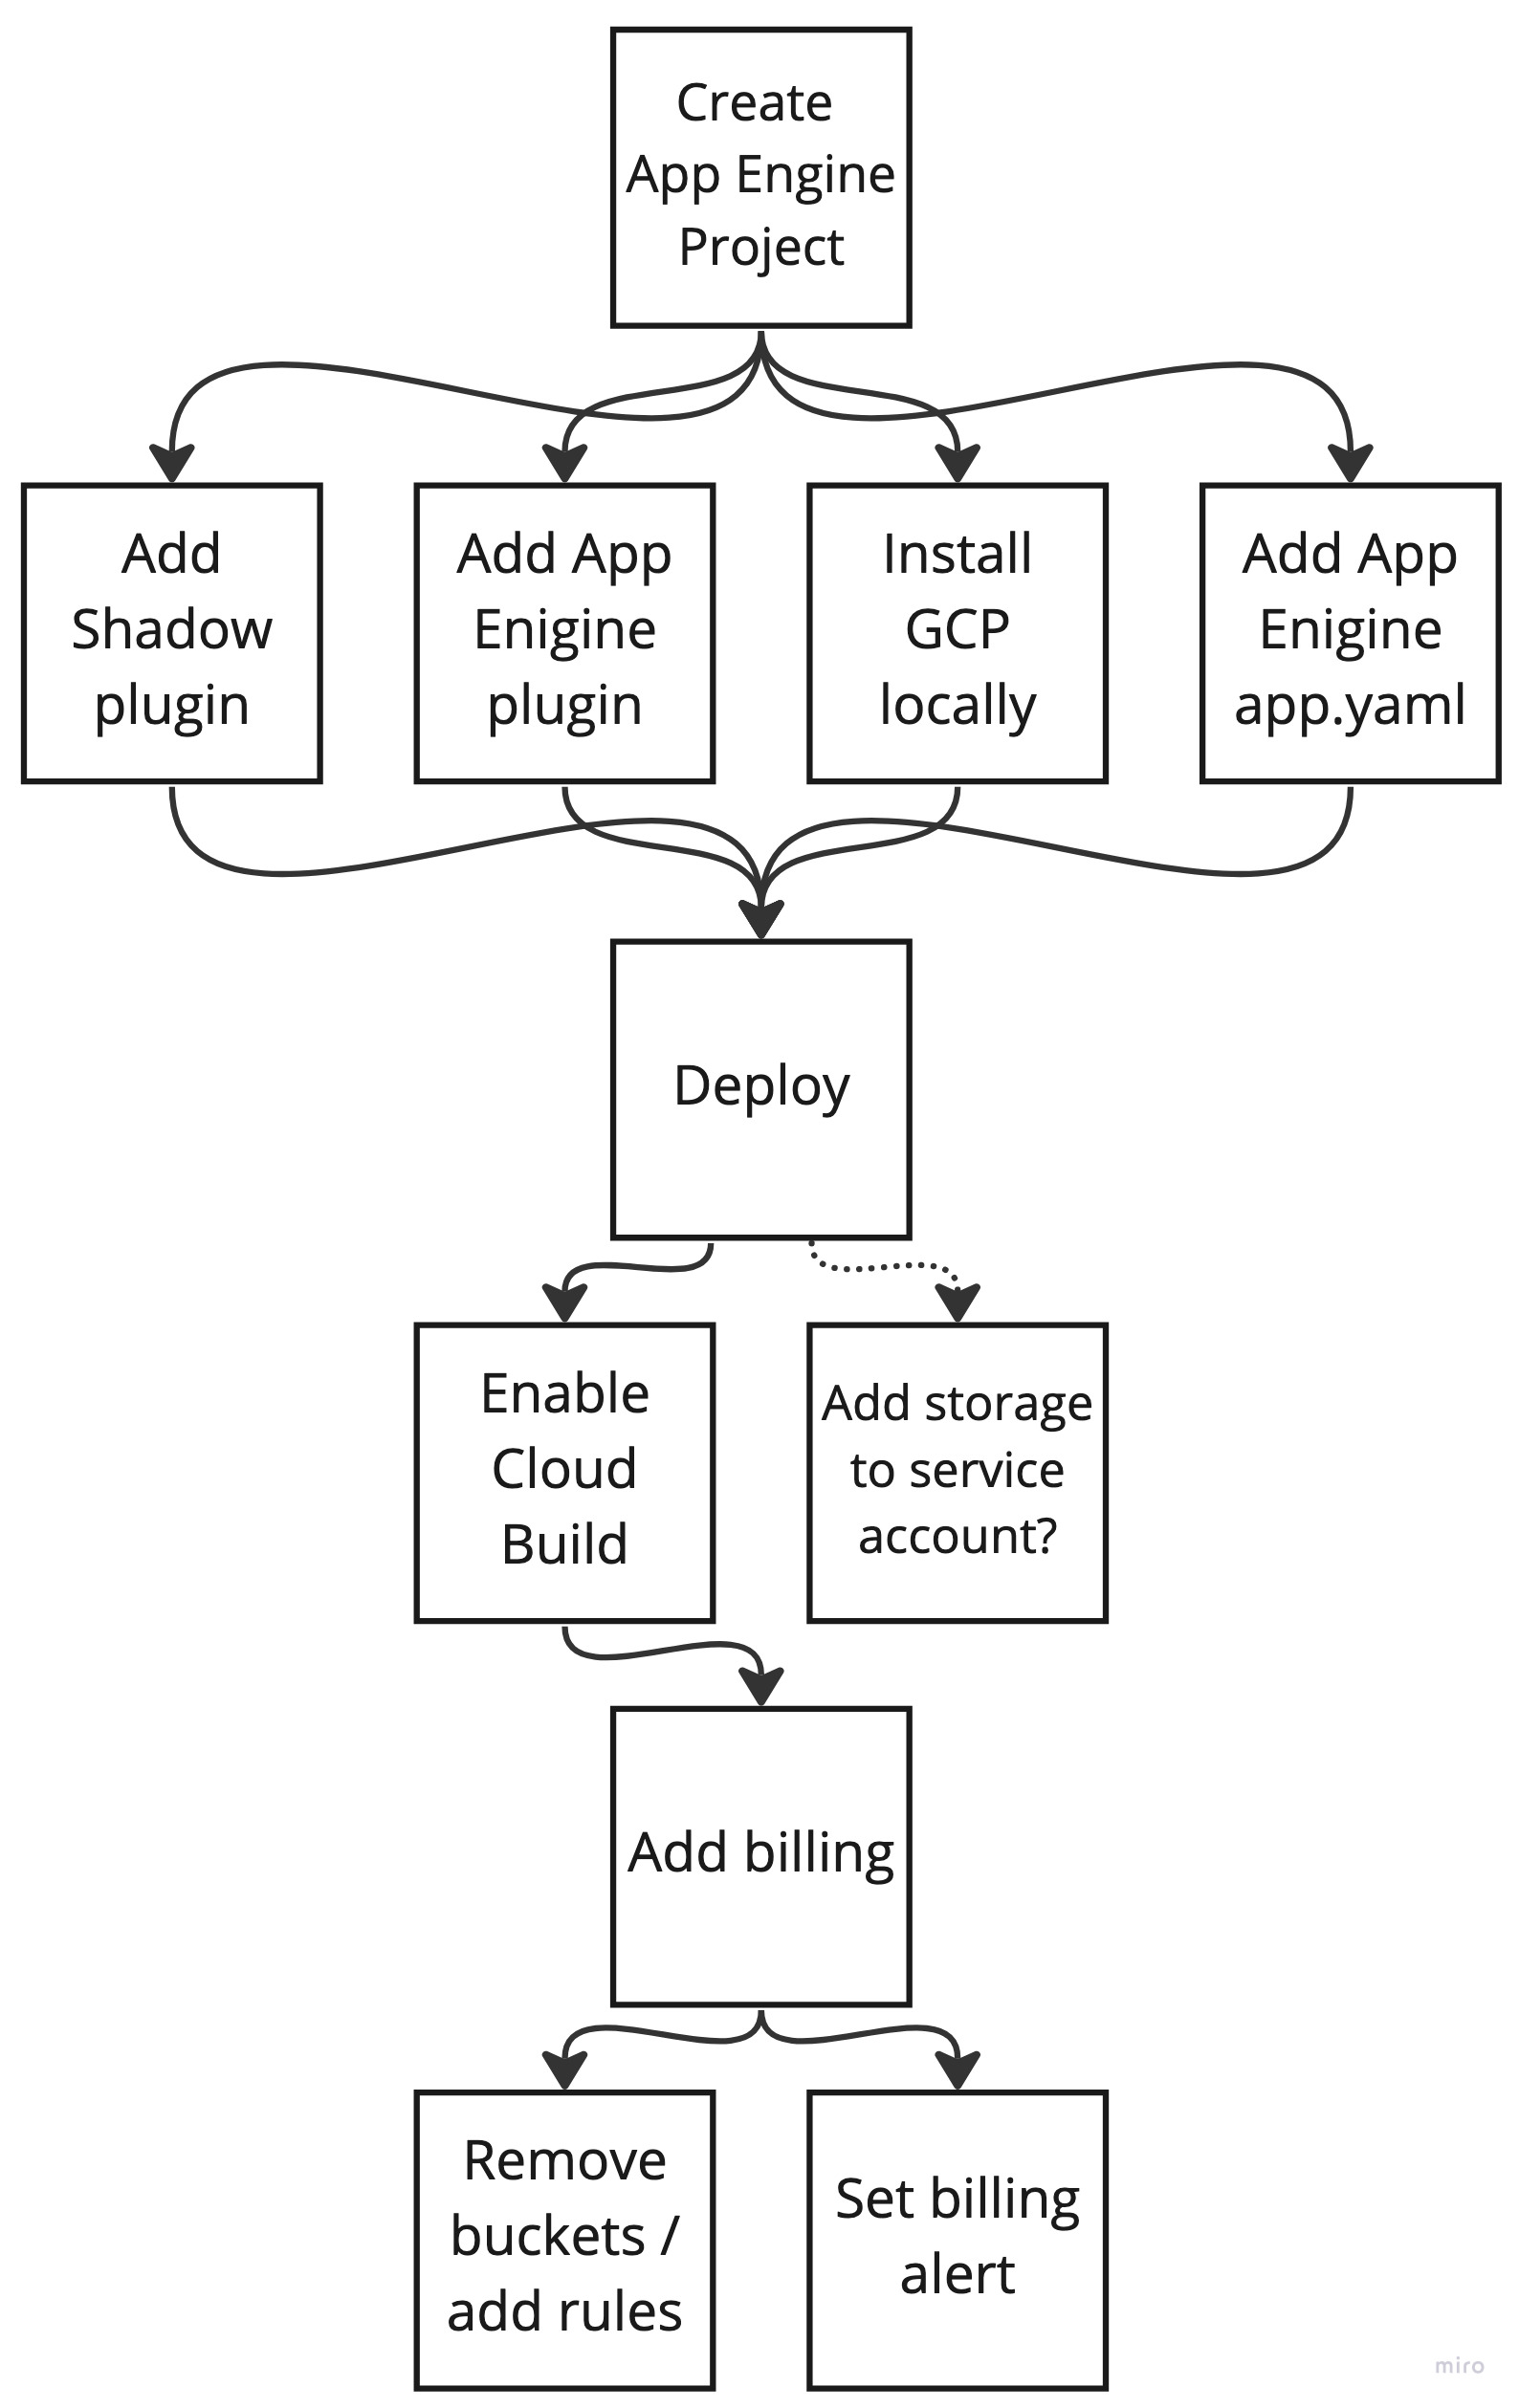 Create
App Engine
Project
Add
Shadow
plugin
Add App
Enigine
plugin
Install
GCP
locally
Add App
Enigine
app.yaml
Deploy
Enable
Cloud
Build
Add storage
to service
account?
Add billing
Remove
buckets /
add rules
Set billing
alert
miro